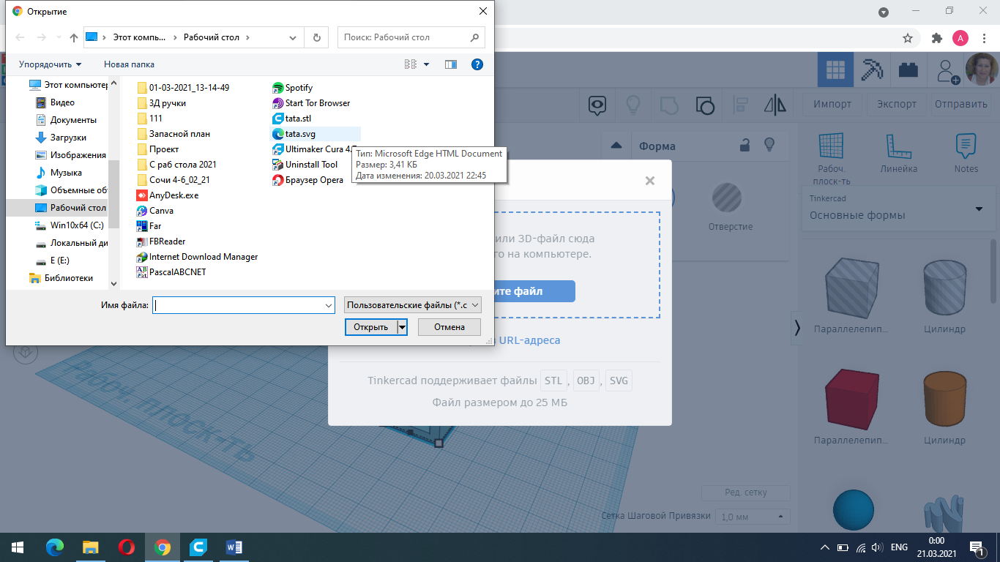 Открытие
Этот компь...
Рабочий стол
Поиск: Рабочий стол
Упорядочить
Новая папка
Этот компьютер
Видео
Документы
Загрузки
Изображения
Музыка
Объемные об
Рабочий стол
Win10x64 (C:)
Локальный ди
E (E:)
Библиотеки
01-03-2021_13-14-49
3Д ручки
111
Запасной план
Проект
С раб стола 2021
Сочи 4-6_02_21
AnyDesk.exe
Canva
Far
FBReader
Internet Download Manager
PascalABCNET
Spotify
Start Tor Browser
tata.stl
tata.svg
Ultimaker Cura 4.
Uninstall Tool
Браузер Opera
Тип: Microsoft Edge HTML Document
Размер: 3,41 КБ
Дата изменения: 20.03.2021 22:45
Имя файла:
Пользовательские файлы (*.c
Открыть
Отмена
A
Импорт
Экспорт
Отправить
Форма
Отверстие
Рабоч.
плоск-ть
Линейка
Notes
Tinkercad
Основные формы
Параллелепип...
Цилиндр
Параллелепип...
Цилиндр
или 3D-файл сюда
го на компьютере.
ите файл
URL-адреса
Tinkercad поддерживает файлы STL, OBJ, SVG
Файл размером до 25 МБ
Рабоч. плоск-ть
Ред. сетку
Сетка Шаговой Привязки
1,0 мм
ENG
0:00
21.03.2021
1